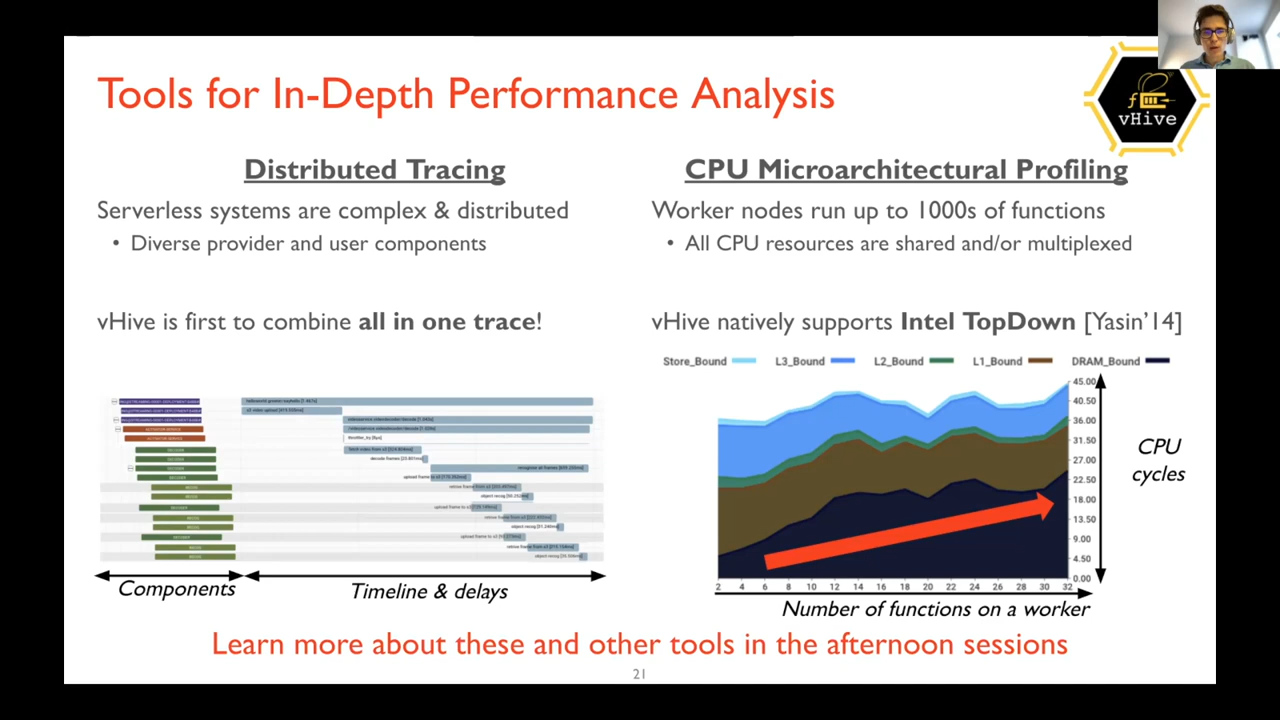 Tools for In-Depth Performance Analysis
vHive
Distributed Tracing
Serverless systems are complex & distributed
• Diverse provider and user components
vHive is first to combine all in one trace!
Components
Timeline & delays
CPU Microarchitectural Profiling
Worker nodes run up to 1000s of functions
• All CPU resources are shared and/or multiplexed
vHive natively supports Intel TopDown [Yasin’14]
Store_Bound L3_Bound L2_Bound L1_Bound DRAM_Bound
45.00
40.50
36.00
31.50
27.00
22.50
18.00
13.50
9.00
4.50
0.00
CPU
cycles
2 4 6 8 10 12 14 16 18 20 22 24 26 28 30 32
Number of functions on a worker
Learn more about these and other tools in the afternoon sessions
21